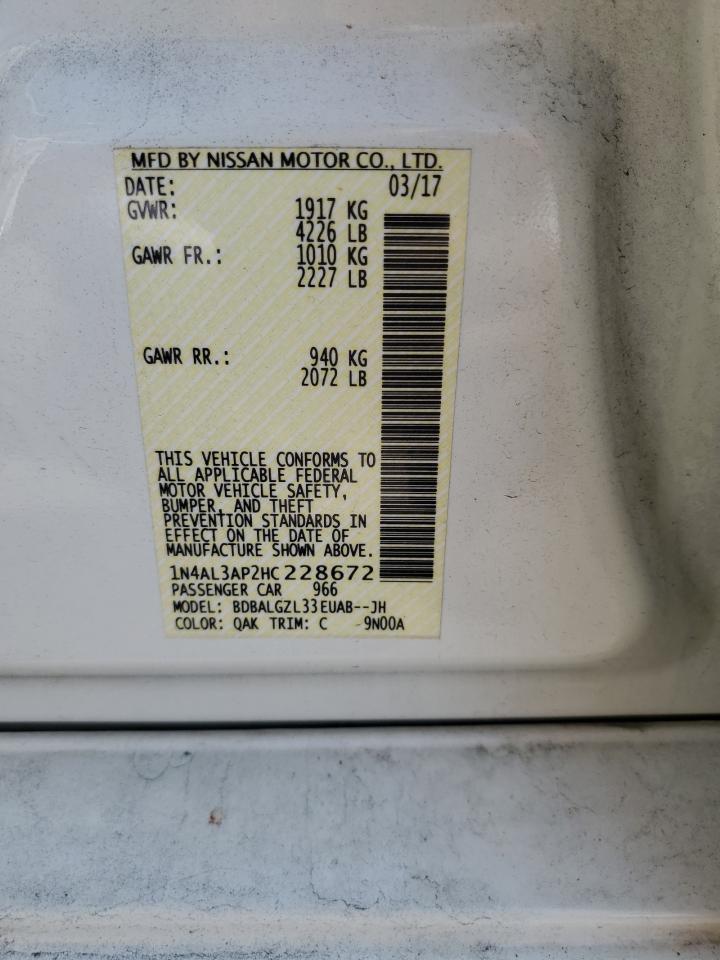 MFD BY NISSAN MOTOR CO., LTD.
DATE: 03/17
GVWR: 1917 KG
4226 LB
GAWR FR.: 1010 KG
2227 LB
GAWR RR.: 940 KG
2072 LB
THIS VEHICLE CONFORMS TO
ALL APPLICABLE FEDERAL
MOTOR VEHICLE SAFETY,
BUMPER, AND THEFT
PREVENTION STANDARDS IN
EFFECT ON THE DATE OF
MANUFACTURE SHOWN ABOVE.
1N4AL3AP2HC228672
PASSENGER CAR 966
MODEL: BDBALGZL33EUAB--JH
COLOR: QAK TRIM: C -9N00A